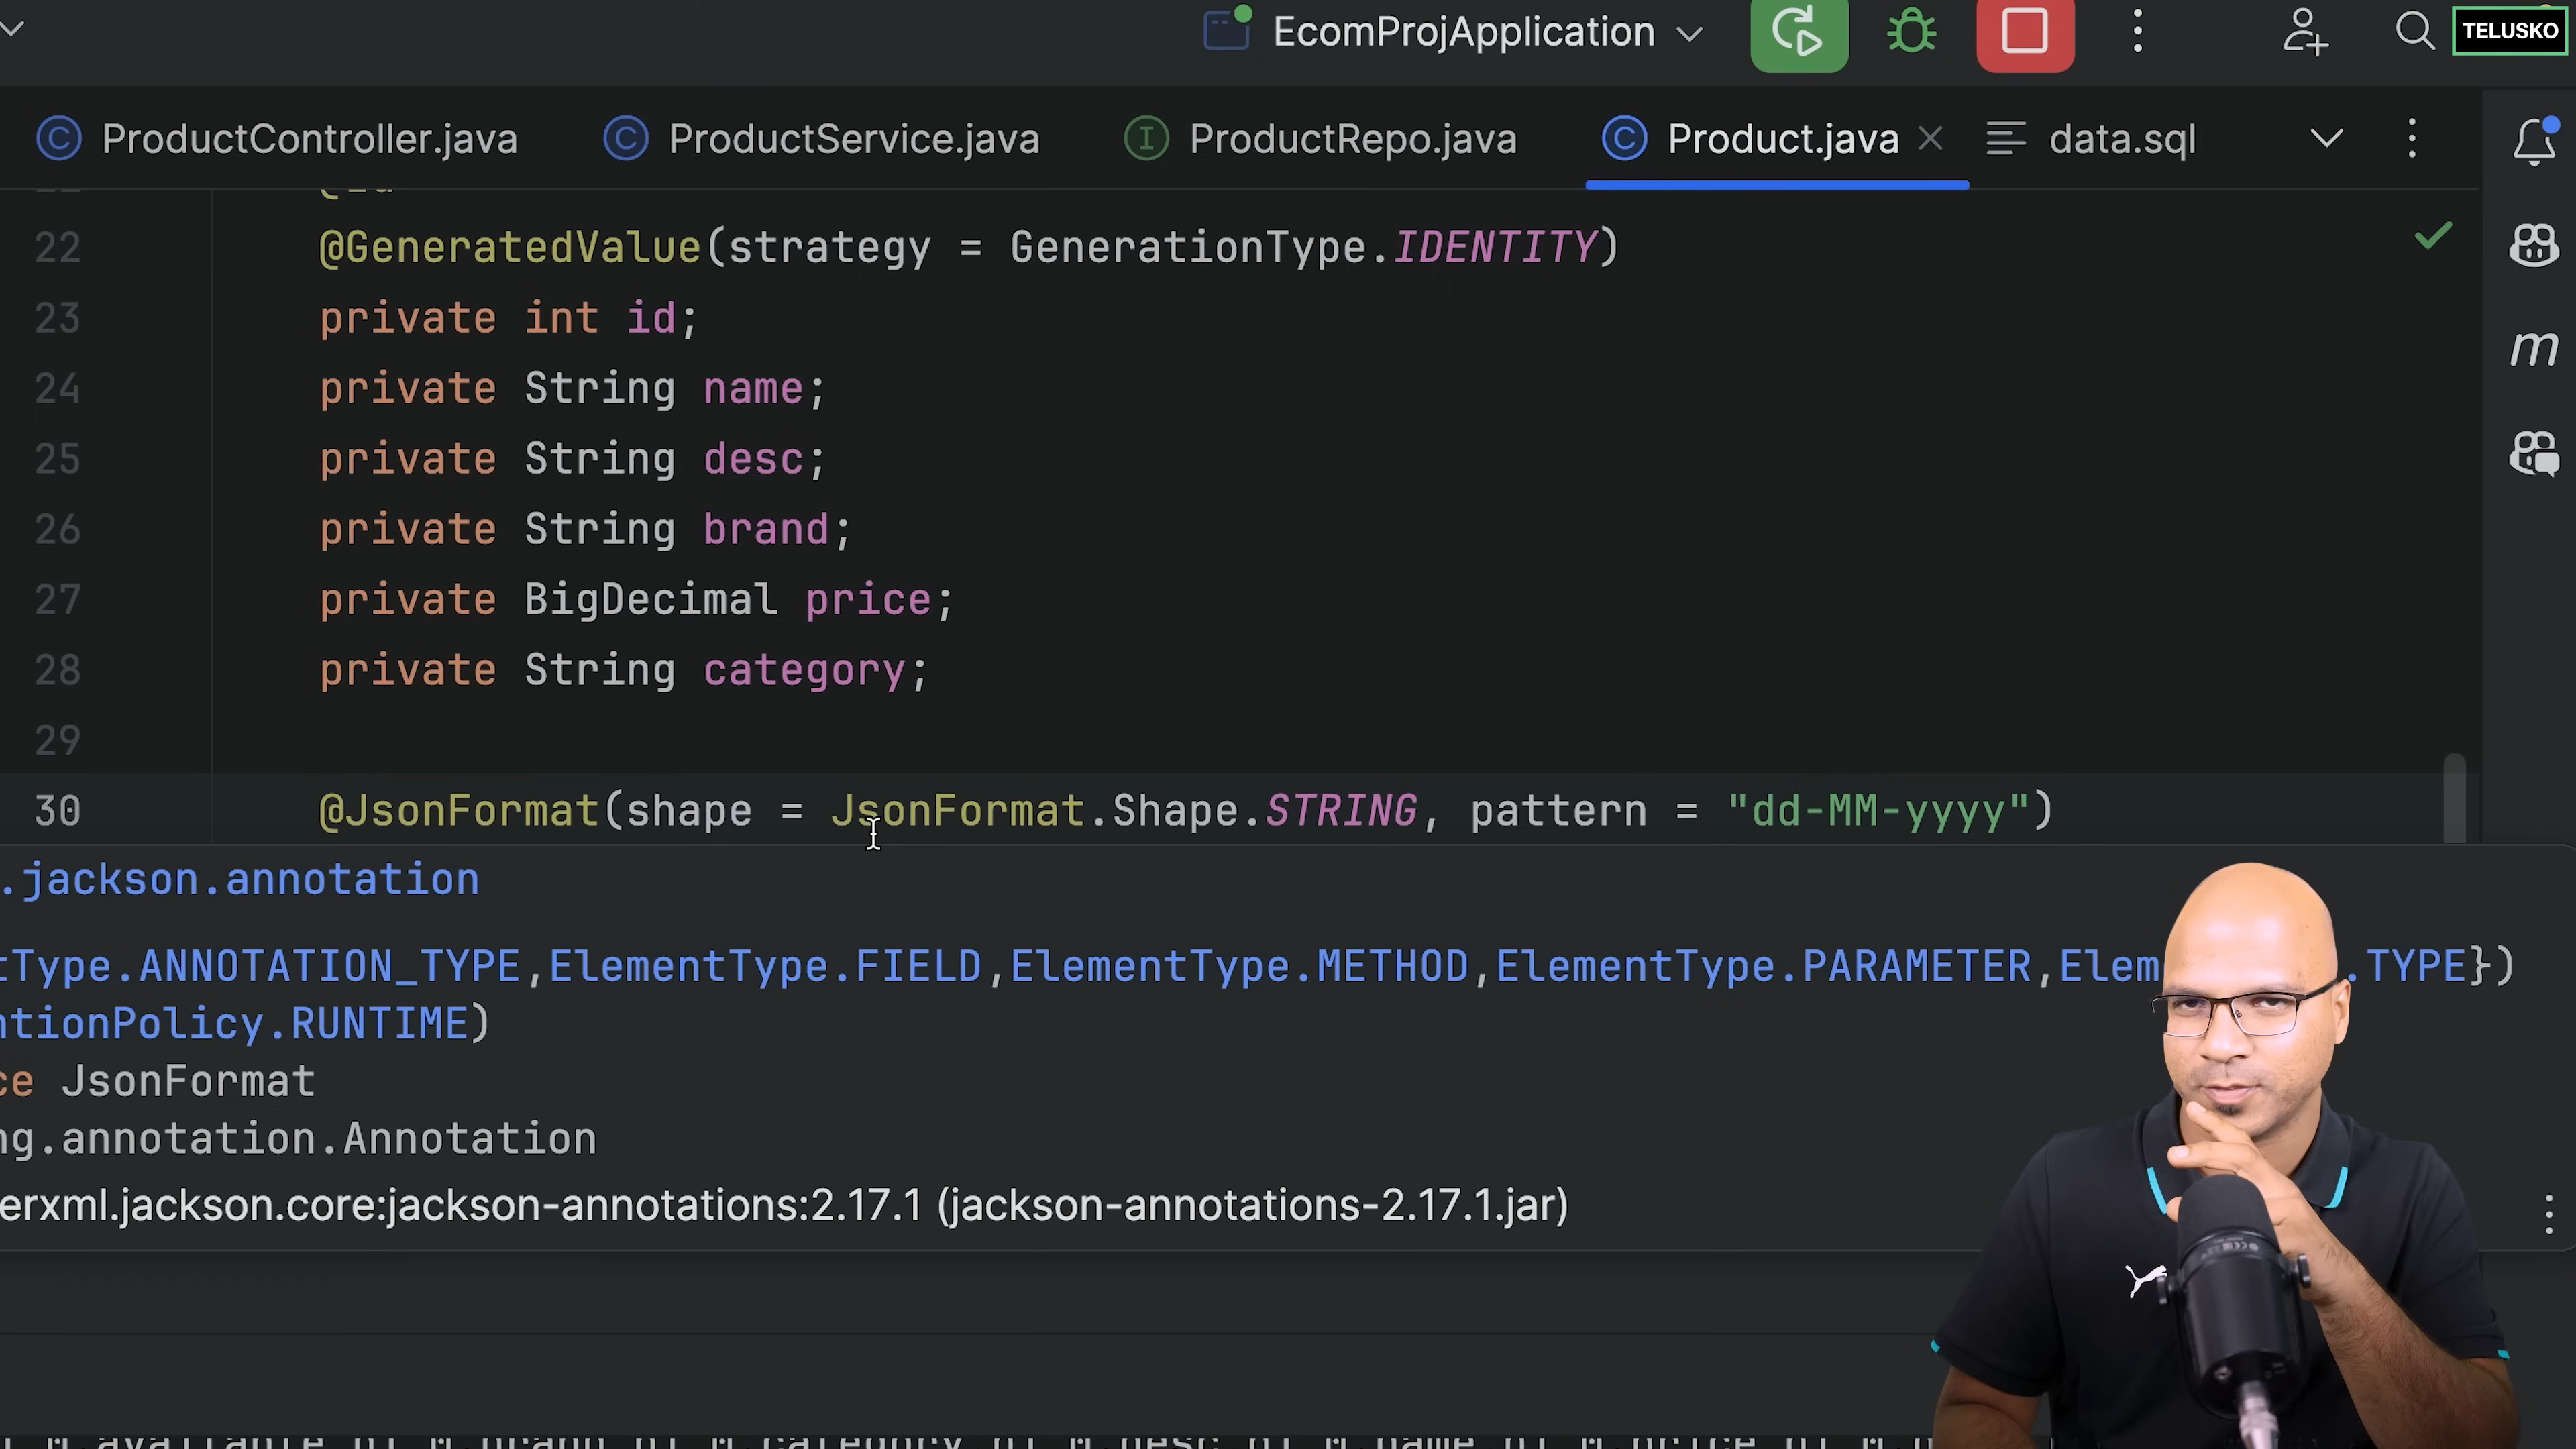 EcomProjApplication
TELUSKO
ProductController.java ProductService.java ProductRepo.java Product.java data.sql
22 @GeneratedValue(strategy = GenerationType.IDENTITY)
23 private int id;
24 private String name;
25 private String desc;
26 private String brand;
27 private BigDecimal price;
28 private String category;
29
30 @JsonFormat(shape = JsonFormat.Shape.STRING, pattern = "dd-MM-yyyy")
.jackson.annotation
tType.ANNOTATION_TYPE,ElementType.FIELD,ElementType.METHOD,ElementType.PARAMETER,Elem .TYPE})
ntionPolicy.RUNTIME)
ce JsonFormat
ng.annotation.Annotation
erxml.jackson.core:jackson-annotations:2.17.1 (jackson-annotations-2.17.1.jar)
m